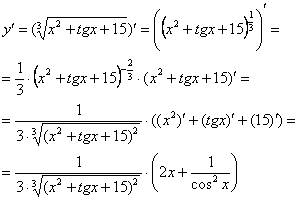 y' = (∛(x² + tgx + 15))' = ((x² + tgx + 15)^(1/3))' =
= 1/3 · (x² + tgx + 15)^(-2/3) · (x² + tgx + 15)' =
= 1/(3 · ∛((x² + tgx + 15)²)) · ((x²)' + (tgx)' + (15)') =
= 1/(3 · ∛((x² + tgx + 15)²)) · (2x + 1/(cos² x))